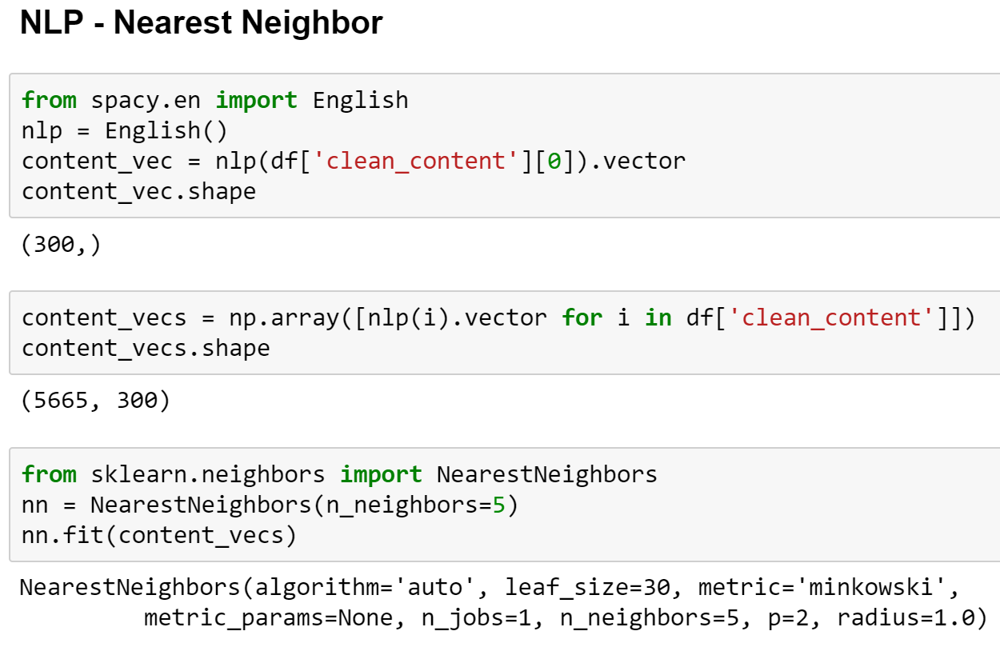 NLP - Nearest Neighbor
from spacy.en import English
nlp = English()
content_vec = nlp(df['clean_content'][0]).vector
content_vec.shape
(300,)
content_vecs = np.array([nlp(i).vector for i in df['clean_content']])
content_vecs.shape
(5665, 300)
from sklearn.neighbors import NearestNeighbors
nn = NearestNeighbors(n_neighbors=5)
nn.fit(content_vecs)
NearestNeighbors(algorithm='auto', leaf_size=30, metric='minkowski',
metric_params=None, n_jobs=1, n_neighbors=5, p=2, radius=1.0)